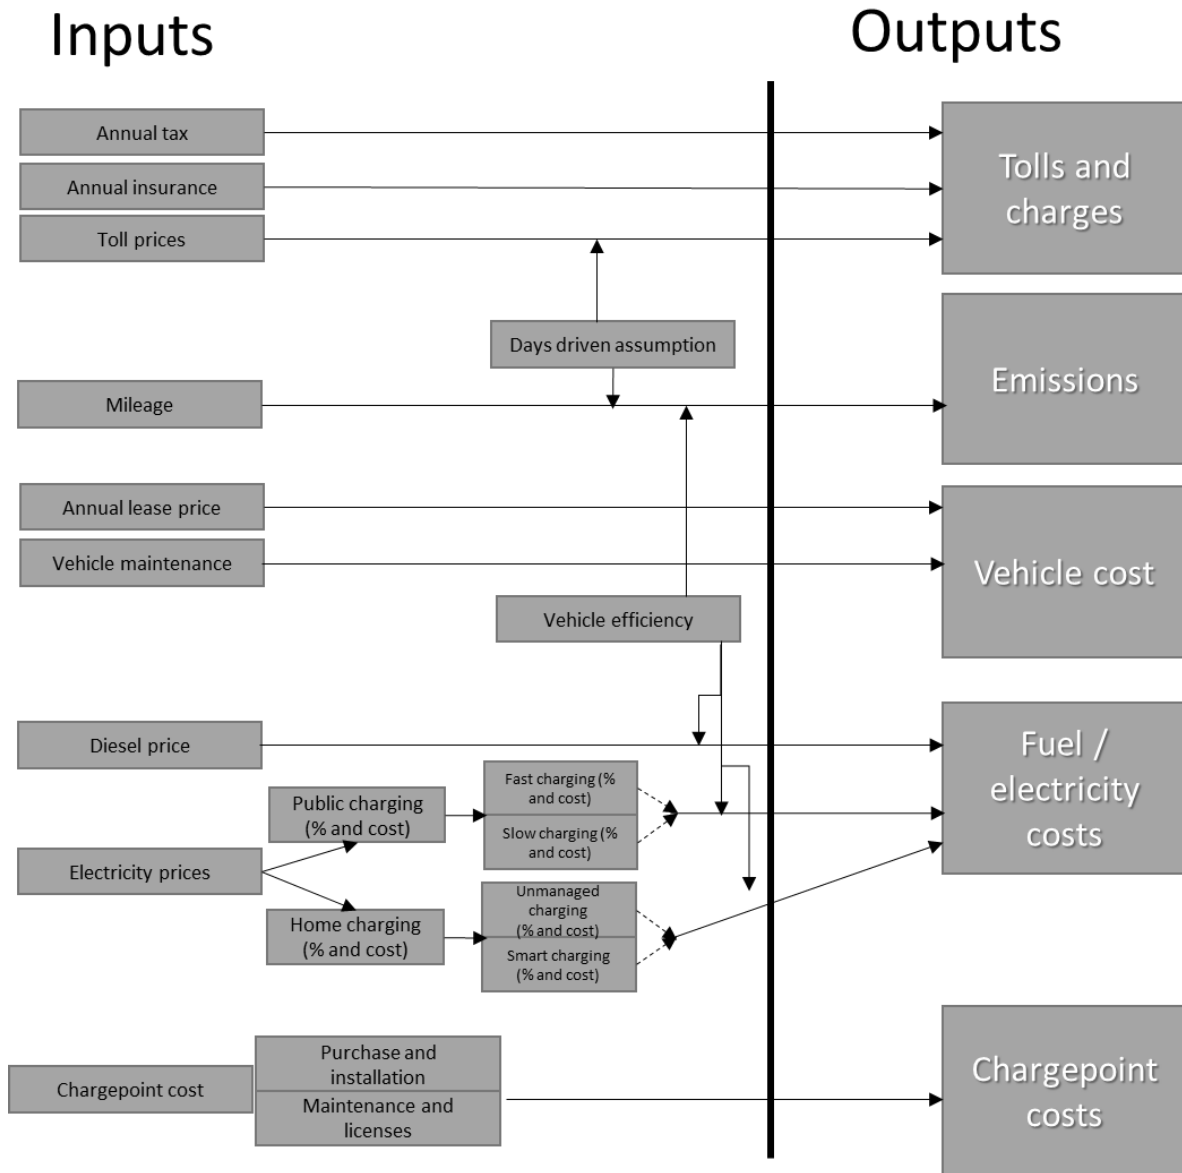 Inputs
Outputs
Annual tax
Annual insurance
Toll prices
Tolls and
charges
Days driven assumption
Mileage
Emissions
Annual lease price
Vehicle maintenance
Vehicle cost
Vehicle efficiency
Diesel price
Fuel /
electricity
costs
Electricity prices
Public charging
(% and cost)
Fast charging (%
and cost)
Slow charging (%
and cost)
Home charging
(% and cost)
Unmanaged
charging
(% and cost)
Smart charging
(% and cost)
Chargepoint cost
Purchase and
installation
Maintenance and
licenses
Chargepoint
costs